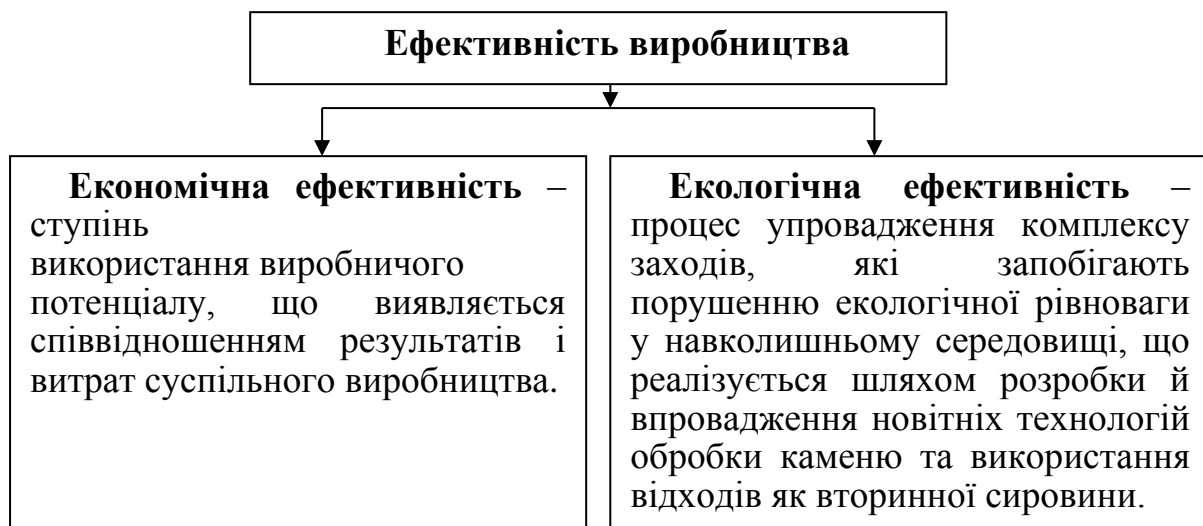 Ефективність виробництва
Економічна ефективність –
ступінь
використання виробничого
потенціалу, що виявляється
співвідношенням результатів і
витрат суспільного виробництва.
Екологічна ефективність –
процес упровадження комплексу
заходів, які запобігають
порушенню екологічної рівноваги
у навколишньому середовищі, що
реалізується шляхом розробки й
впровадження новітніх технологій
обробки каменю та використання
відходів як вторинної сировини.